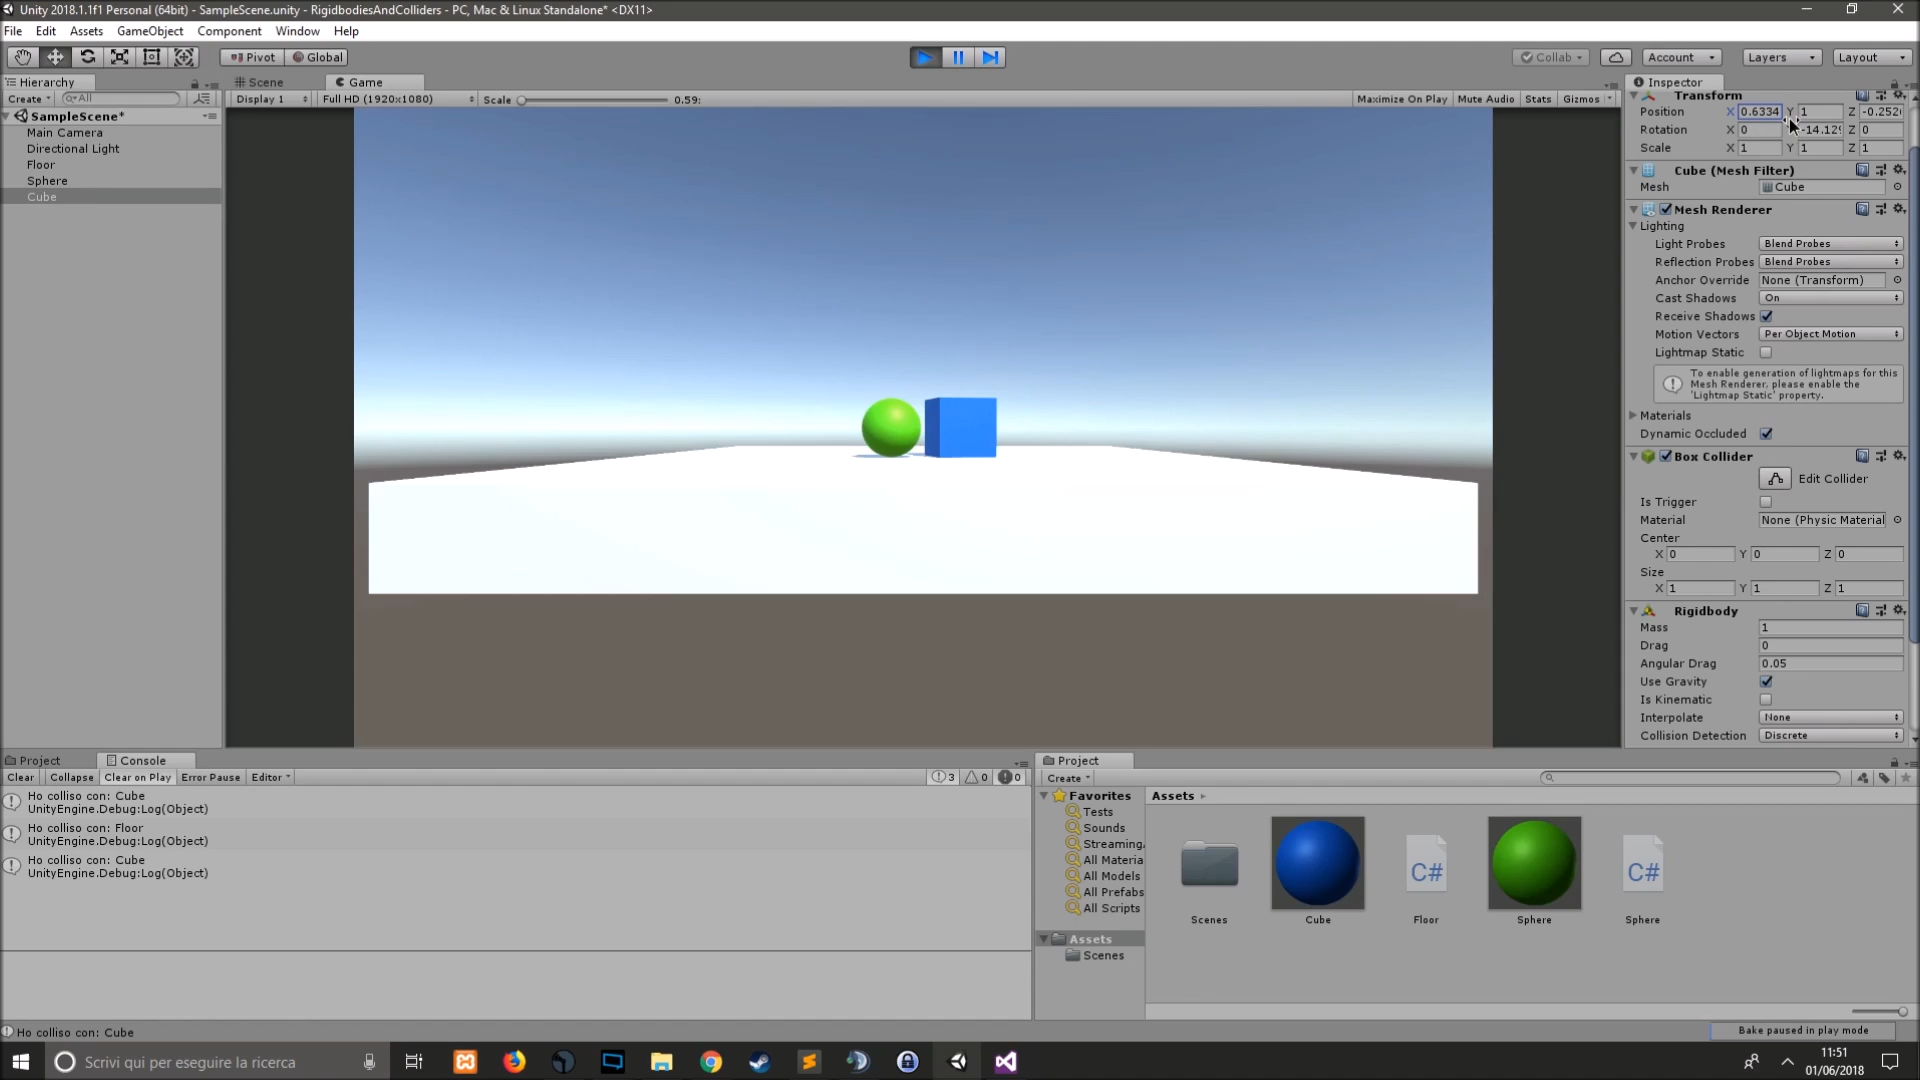 Unity 2018.1.1f1 Personal (64bit) - SampleScene.unity - RigidbodiesAndColliders - PC, Mac & Linux Standalone* <DX11>
File Edit Assets GameObject Component Window Help
Pivot Global Collab Account Layers Layout
Hierarchy
Create All
SampleScene*
Main Camera
Directional Light
Floor
Sphere
Cube
Scene Game
Display 1 Full HD (1920x1080) Scale 0.59: Maximize On Play Mute Audio Stats Gizmos
Inspector
Transform
Position X 0.6334 Y 1 Z -0.252
Rotation X 0 -14.12 Z 0
Scale X 1 Y 1 Z 1
Cube (Mesh Filter)
Mesh Cube
Mesh Renderer
Lighting
Light Probes Blend Probes
Reflection Probes Blend Probes
Anchor Override None (Transform)
Cast Shadows On
Receive Shadows
Motion Vectors Per Object Motion
Lightmap Static
To enable generation of lightmaps for this
Mesh Renderer, please enable the
'Lightmap Static' property.
Materials
Dynamic Occluded
Box Collider
Edit Collider
Is Trigger
Material None (Physic Material
Center
X 0 Y 0 Z 0
Size
X 1 Y 1 Z 1
Rigidbody
Mass 1
Drag 0
Angular Drag 0.05
Use Gravity
Is Kinematic
Interpolate None
Collision Detection Discrete
Project Console
Clear Collapse Clear on Play Error Pause Editor 3 0 0
Ho colliso con: Cube
UnityEngine.Debug:Log(Object)
Ho colliso con: Floor
UnityEngine.Debug:Log(Object)
Ho colliso con: Cube
UnityEngine.Debug:Log(Object)
Ho colliso con: Cube
Project
Create
Favorites
Tests
Sounds
Streaming
All Materia
All Models
All Prefabs
All Scripts
Assets
Scenes
Assets
C# C#
Scenes Cube Floor Sphere Sphere
Bake paused in play mode
Scrivi qui per eseguire la ricerca
11:51
01/06/2018